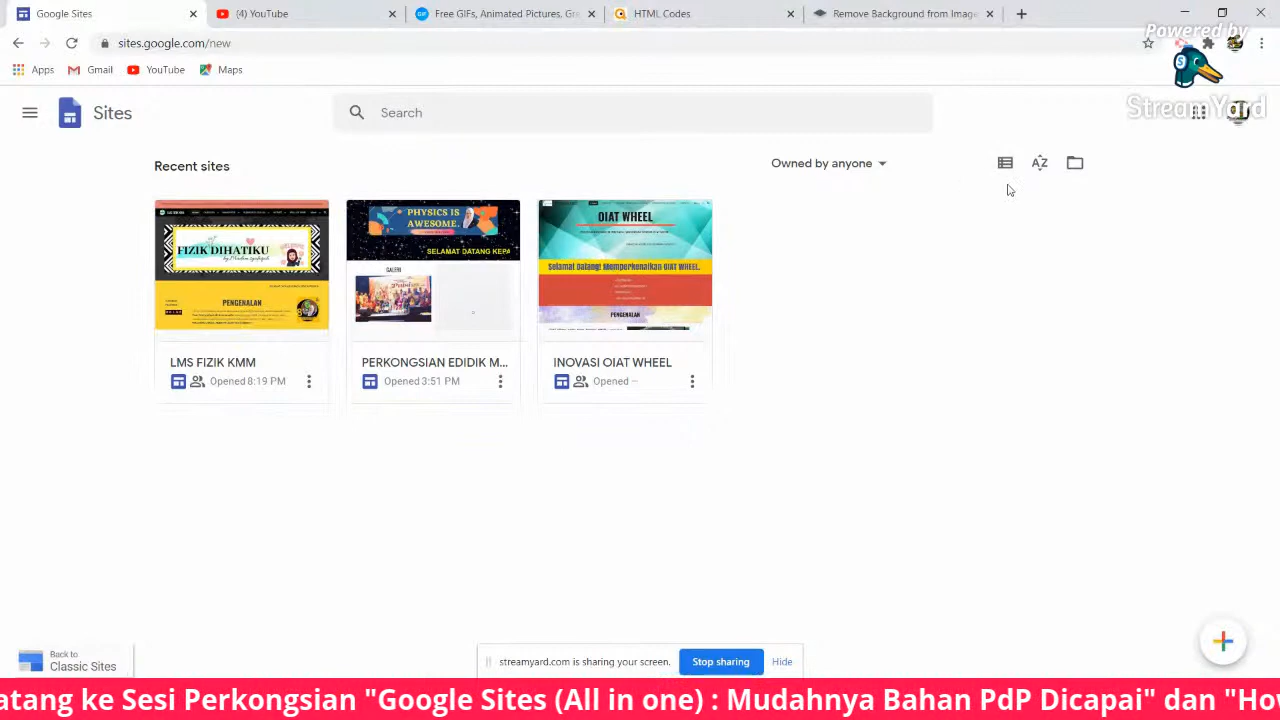 Google Sites
(4) YouTube
Free GIFs, Animated Pictures, Gre
HTML Codes
Remove Background from Image
sites.google.com/new
Powered by
Apps
Gmail
YouTube
Maps
StreamYard
Sites
Search
Recent sites
Owned by anyone
AZ
FIZIK DIHATIKU
PENGENALAN
PHYSICS IS
AWESOME.
SELAMAT DATANG KEPA
GALERI
OIAT WHEEL
Selamat Datang! Memperkenalkan OIAT WHEEL.
PENGENALAN
LMS FIZIK KMM
Opened 8:19 PM
PERKONGSIAN EDIDIK M...
Opened 3:51 PM
INOVASI OIAT WHEEL
Opened –
Back to
Classic Sites
streamyard.com is sharing your screen.
Stop sharing
Hide
atang ke Sesi Perkongsian "Google Sites (All in one) : Mudahnya Bahan PdP Dicapai" dan "Hov